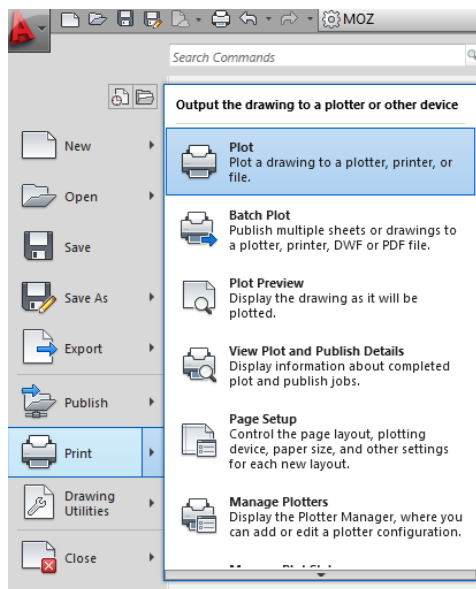 MOZ
Search Commands
Output the drawing to a plotter or other device
New
Open
Save
Save As
Export
Publish
Print
Drawing
Utilities
Close
Plot
Plot a drawing to a plotter, printer, or
file.
Batch Plot
Publish multiple sheets or drawings to
a plotter, printer, DWF or PDF file.
Plot Preview
Display the drawing as it will be
plotted.
View Plot and Publish Details
Display information about completed
plot and publish jobs.
Page Setup
Control the page layout, plotting
device, paper size, and other settings
for each new layout.
Manage Plotters
Display the Plotter Manager, where you
can add or edit a plotter configuration.